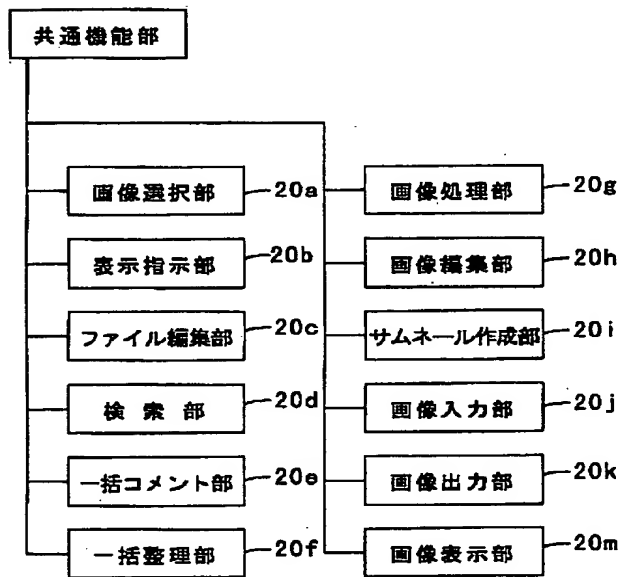 共通機能部
画像選択部 20a
表示指示部 20b
ファイル編集部 20c
検索部 20d
一括コメント部 20e
一括整理部 20f
画像処理部 20g
画像編集部 20h
サムネール作成部 20i
画像入力部 20j
画像出力部 20k
画像表示部 20m